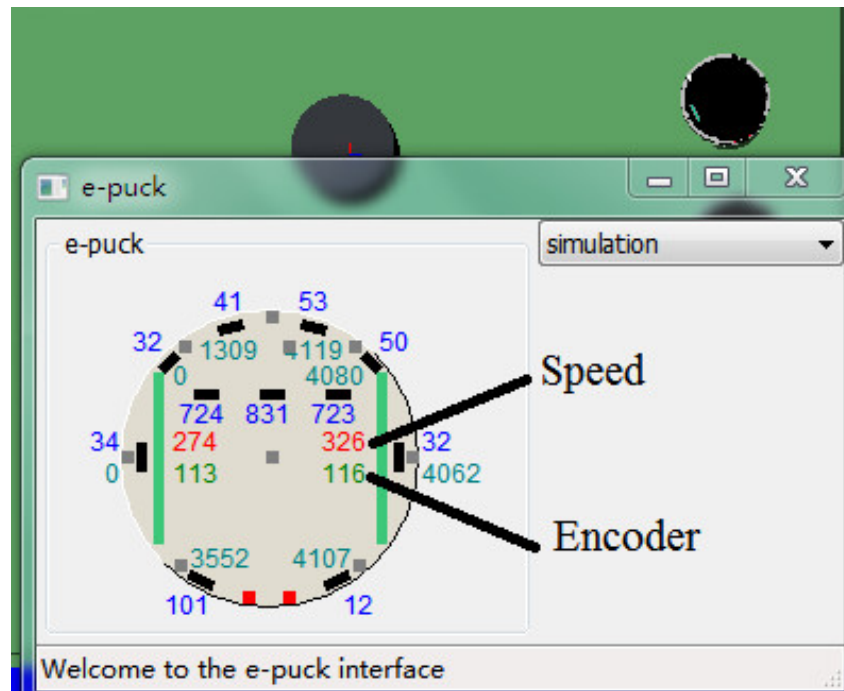 e-puck
e-puck
simulation
41 53
32 50
1309 4119
0 4080
724 831 723
Speed
34 274 326 32
0 113 116 4062
Encoder
3552 4107
101 12
Welcome to the e-puck interface